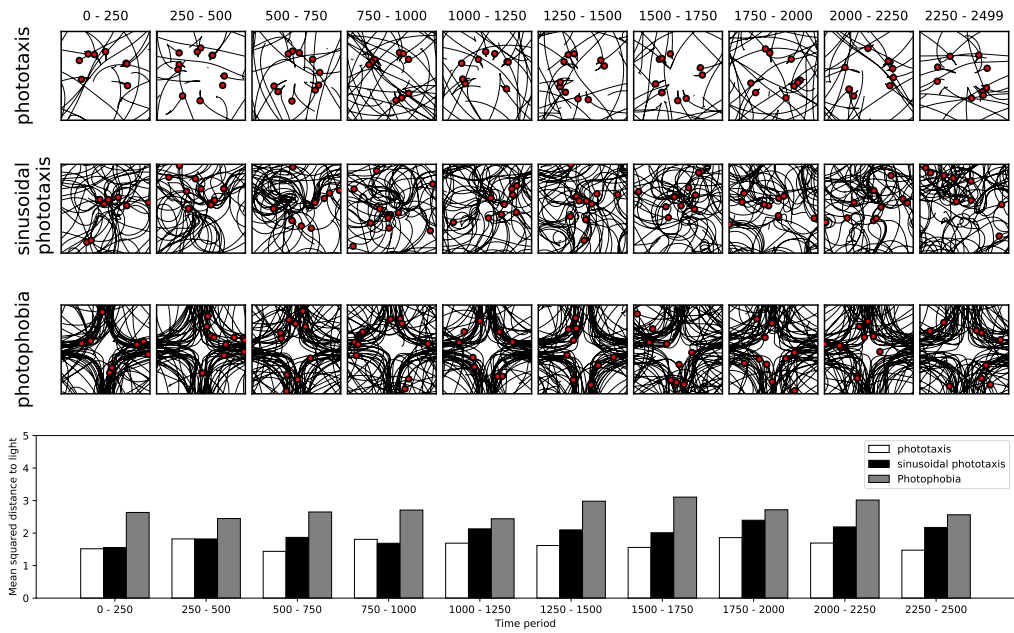 0 - 250 250 - 500 500 - 750 750 - 1000 1000 - 1250 1250 - 1500 1500 - 1750 1750 - 2000 2000 - 2250 2250 - 2499
phototaxis
sinusoidal
phototaxis
photophobia
Mean squared distance to light
5
4
3
2
1
0
phototaxis
sinusoidal phototaxis
Photophobia
0 - 250 250 - 500 500 - 750 750 - 1000 1000 - 1250 1250 - 1500 1500 - 1750 1750 - 2000 2000 - 2250 2250 - 2500
Time period